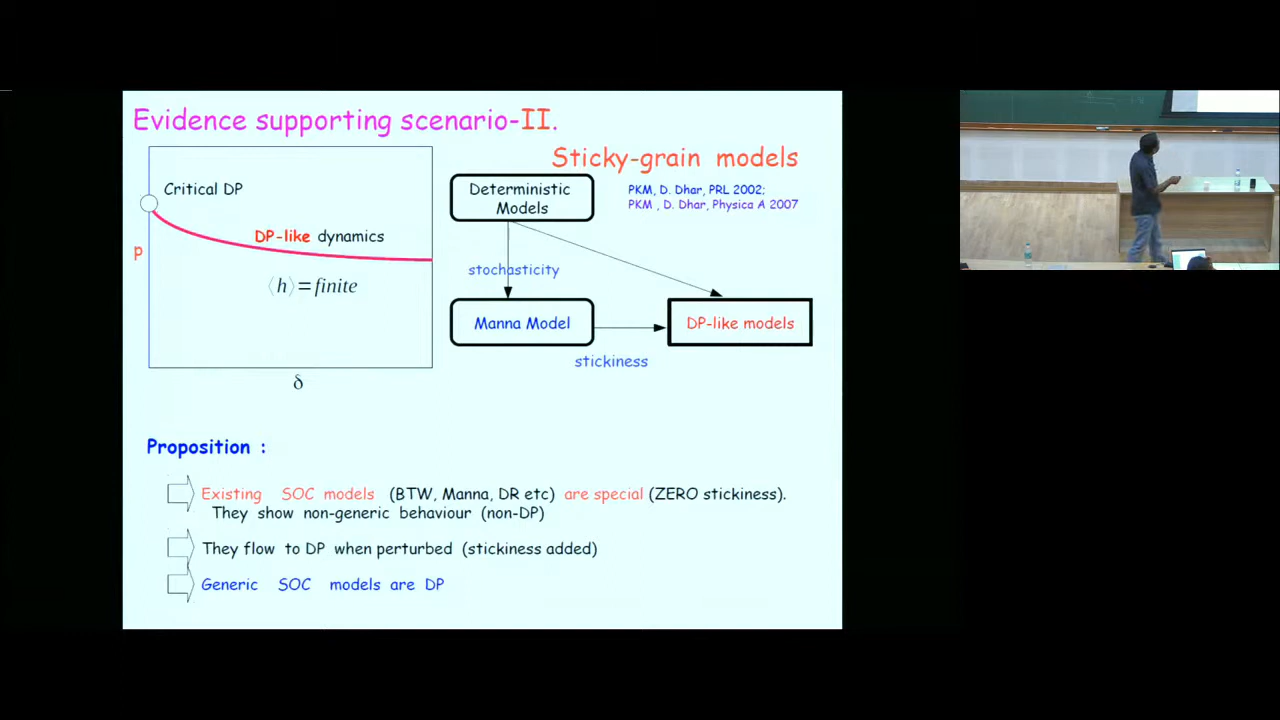 Evidence supporting scenario-II.
Sticky-grain models
PKM, D. Dhar, PRL 2002;
PKM , D. Dhar, Physica A 2007
Critical DP
DP-like dynamics
p
⟨h⟩=finite
δ
Deterministic
Models
stochasticity
Manna Model
DP-like models
stickiness
Proposition :
Existing SOC models (BTW, Manna, DR etc) are special (ZERO stickiness).
They show non-generic behaviour (non-DP)
They flow to DP when perturbed (stickiness added)
Generic SOC models are DP